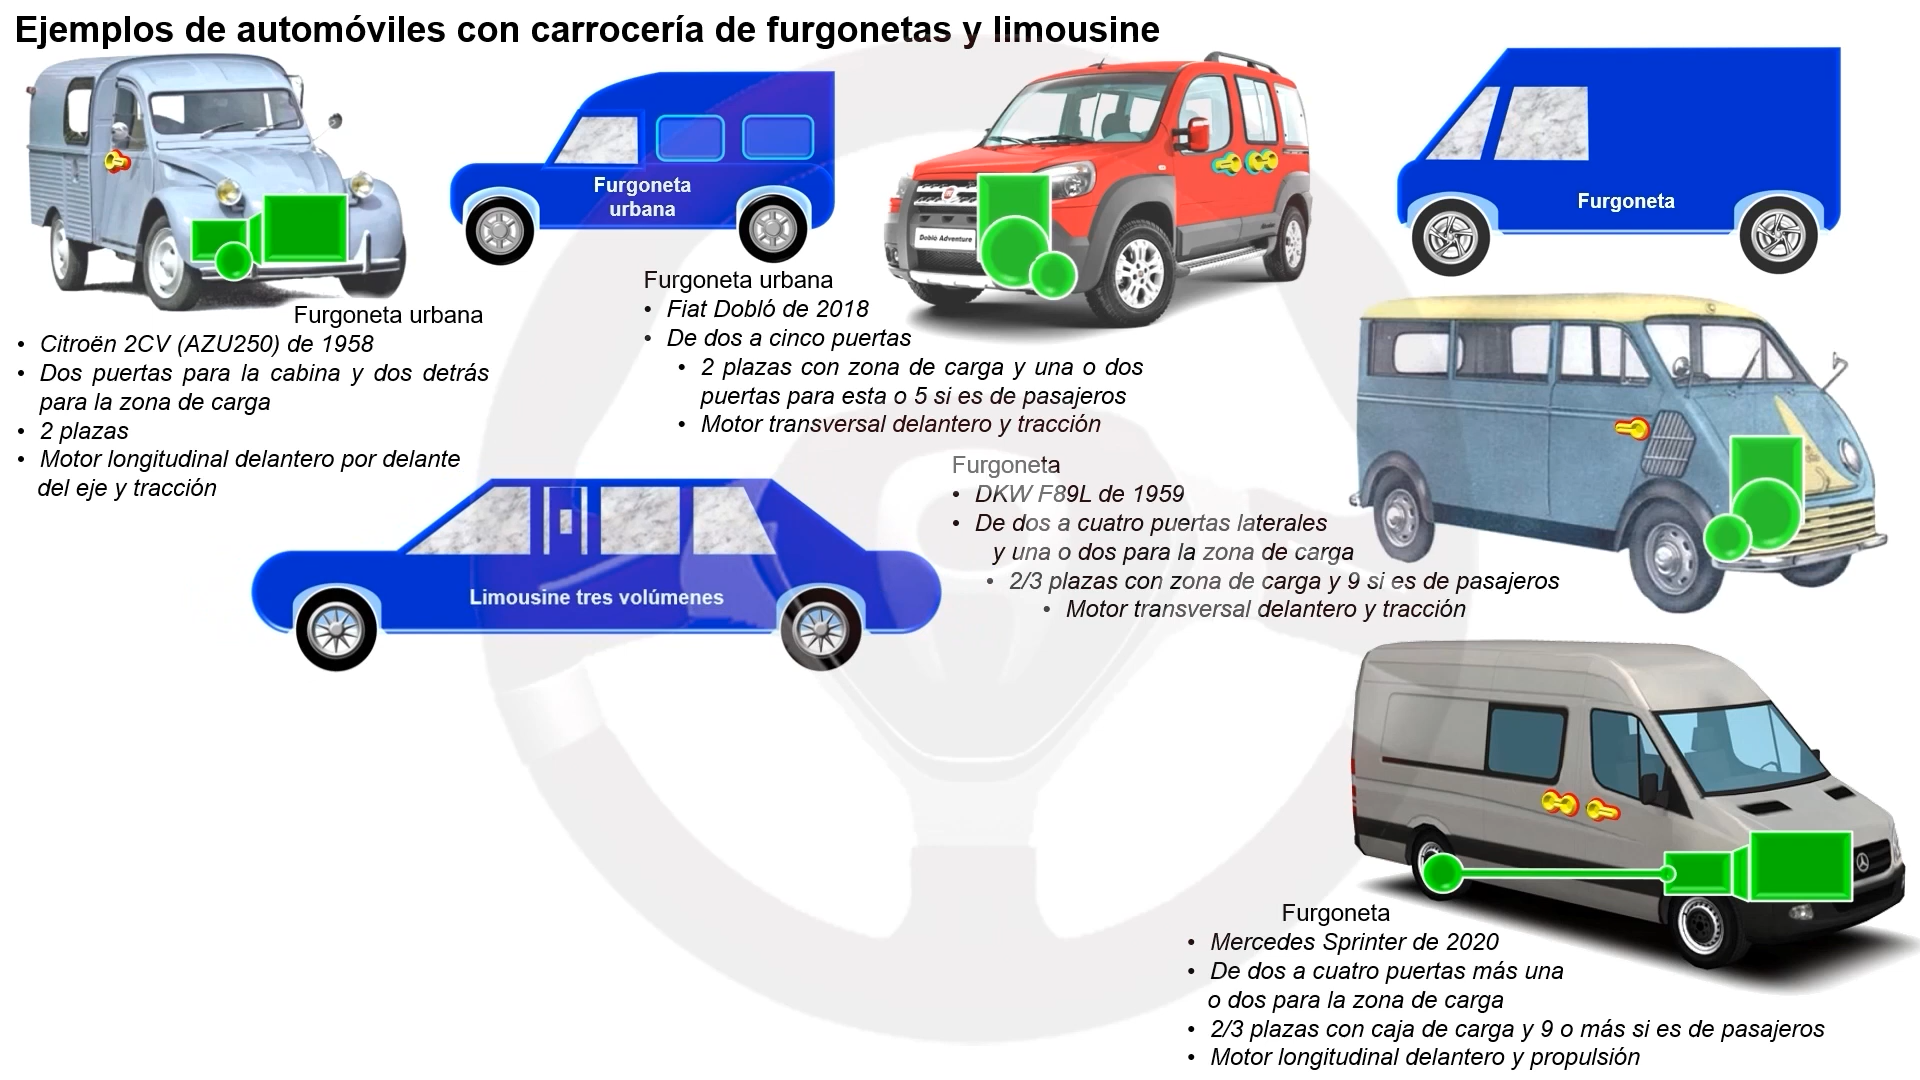 Ejemplos de automóviles con carrocería de furgonetas y limousine
Furgoneta
urbana
Doblo Adventure
Furgoneta
Furgoneta urbana
• Citroën 2CV (AZU250) de 1958
• Dos puertas para la cabina y dos detrás
para la zona de carga
• 2 plazas
• Motor longitudinal delantero por delante
del eje y tracción
Furgoneta urbana
• Fiat Dobló de 2018
• De dos a cinco puertas
• 2 plazas con zona de carga y una o dos
puertas para esta o 5 si es de pasajeros
• Motor transversal delantero y tracción
Furgoneta
• DKW F89L de 1959
• De dos a cuatro puertas laterales
y una o dos para la zona de carga
• 2/3 plazas con zona de carga y 9 si es de pasajeros
• Motor transversal delantero y tracción
Limousine tres volúmenes
Furgoneta
• Mercedes Sprinter de 2020
• De dos a cuatro puertas más una
o dos para la zona de carga
• 2/3 plazas con caja de carga y 9 o más si es de pasajeros
• Motor longitudinal delantero y propulsión